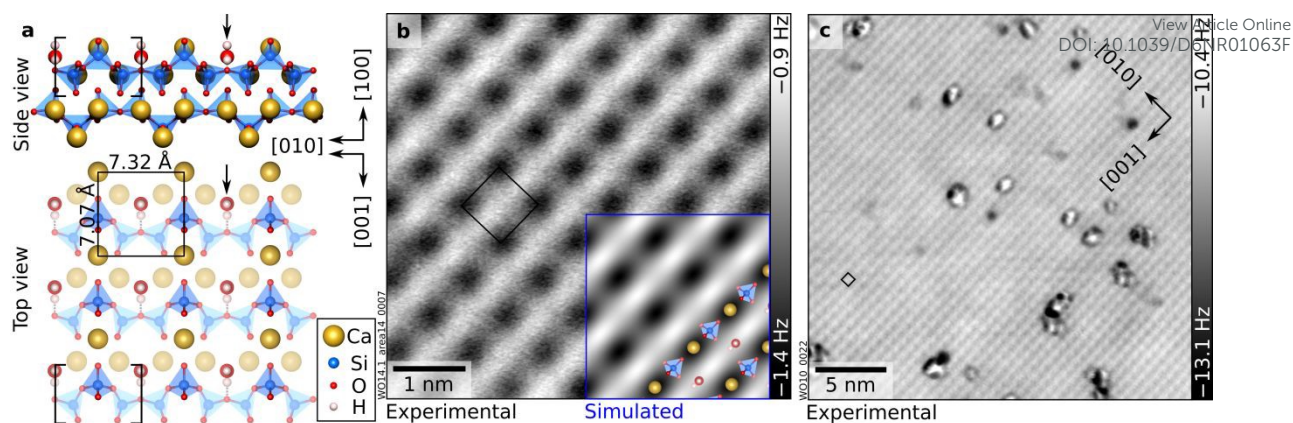 View Article Online
DOI: 10.1039/D6NR01063F
a
Side view
[100]
[010]
7.32 Å
7.07 Å
[001]
Top view
Ca
Si
O
H
b
−0.9 Hz
−1.4 Hz
WO14.1_area14_0007
1 nm
Experimental
Simulated
c
−10.4 Hz
−13.1 Hz
[010]
[001]
WO10_0022
5 nm
Experimental